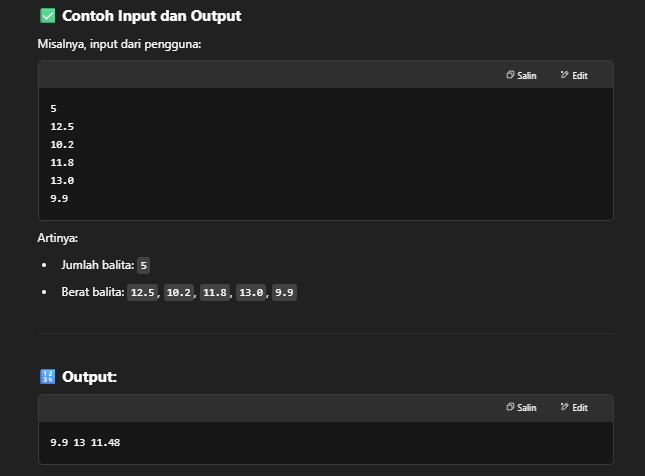 ✅ Contoh Input dan Output
Misalnya, input dari pengguna:
Salin Edit
5
12.5
10.2
11.8
13.0
9.9
Artinya:
• Jumlah balita: 5
• Berat balita: 12.5, 10.2, 11.8, 13.0, 9.9
🔢 Output:
Salin Edit
9.9 13 11.48